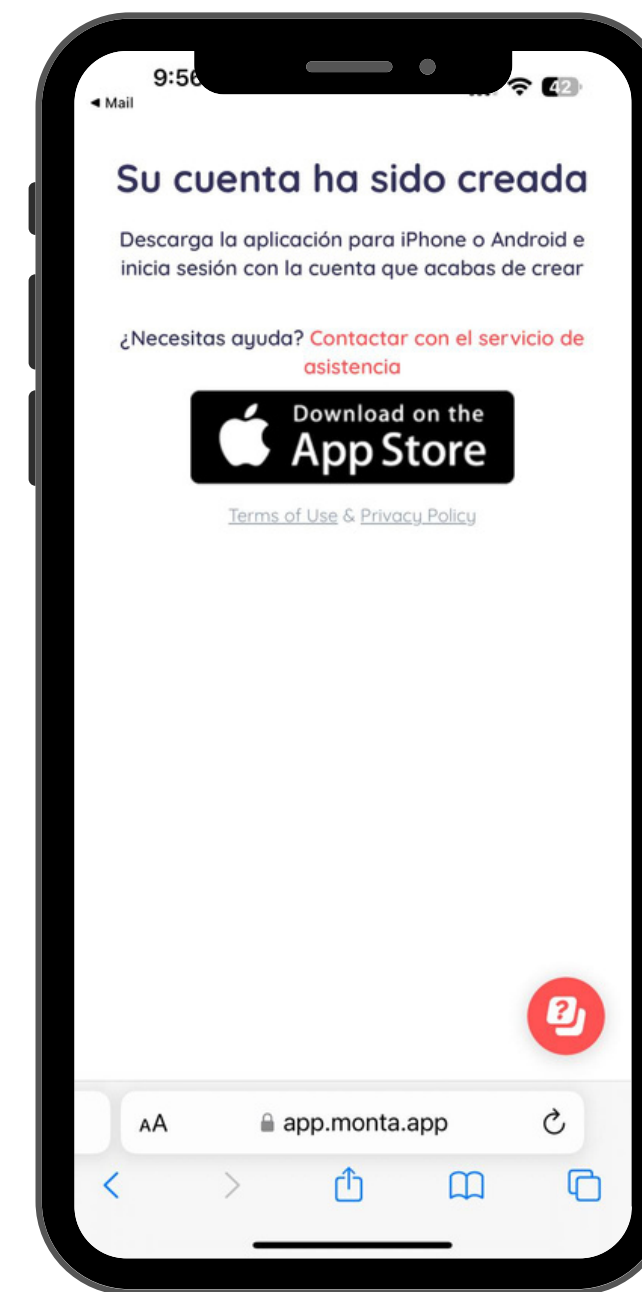 9:56
◄ Mail
42
Su cuenta ha sido creada
Descarga la aplicación para iPhone o Android e
inicia sesión con la cuenta que acabas de crear
¿Necesitas ayuda? Contactar con el servicio de
asistencia
Download on the
App Store
Terms of Use & Privacy Policy
?
AA
app.monta.app